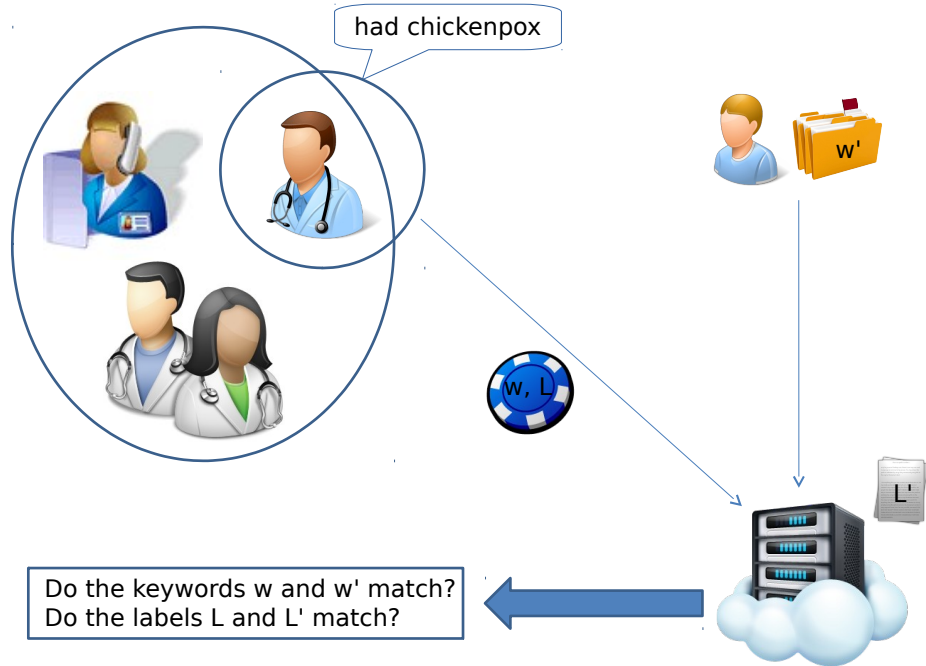 had chickenpox
w'
w, L
L'
Do the keywords w and w' match?
Do the labels L and L' match?